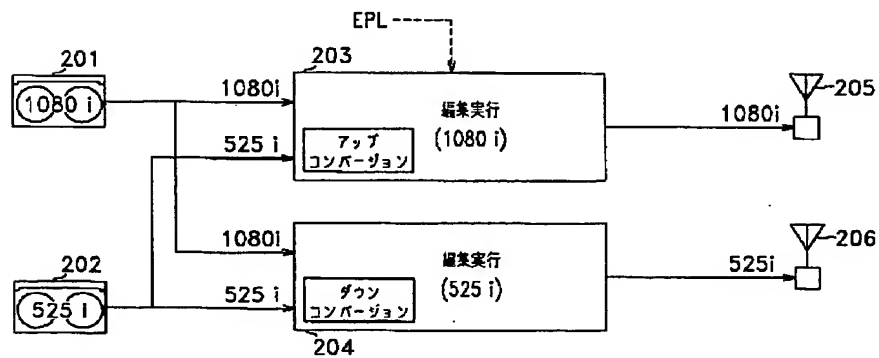 EPL
201
1080 i
203
1080i
編集実行
(1080 i)
525 i
アップ
コンバージョン
1080i
205
202
525 i
1080i
編集実行
(525 i)
525 i
ダウン
コンバージョン
204
525i
206